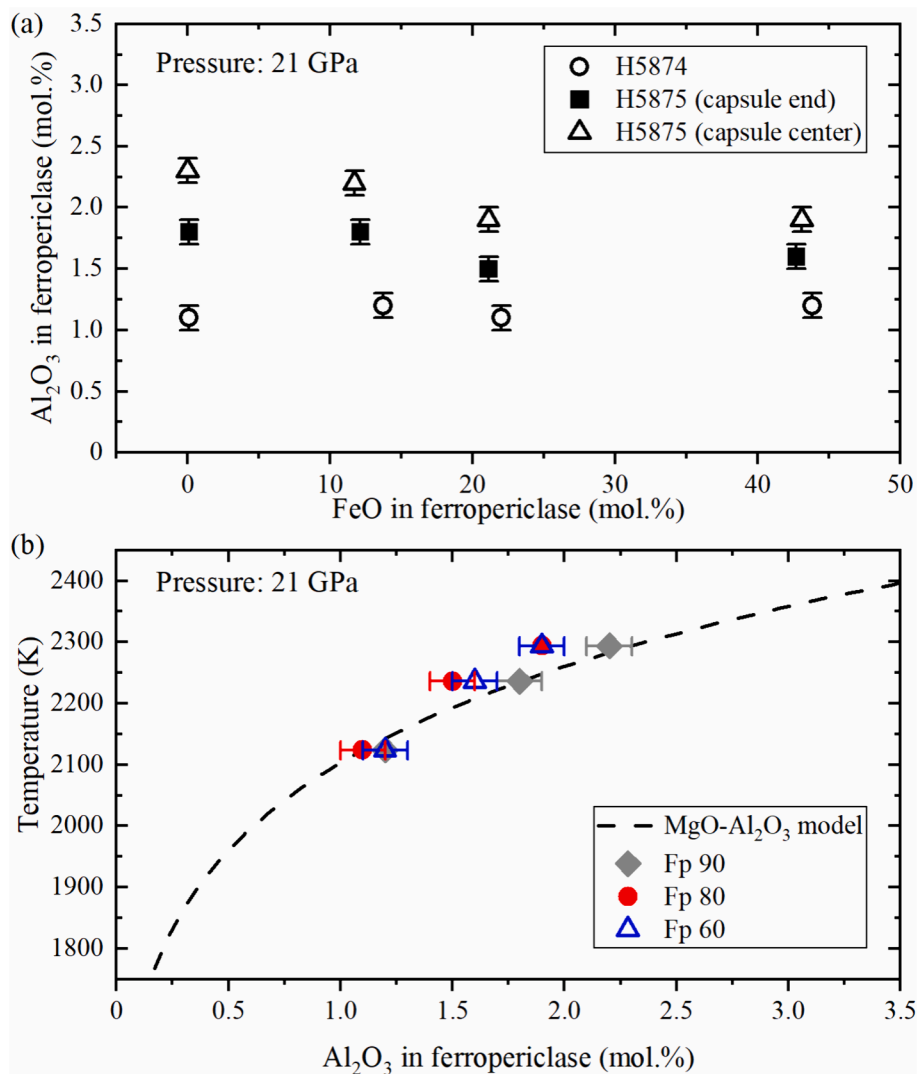 (a)
Pressure: 21 GPa
H5874
H5875 (capsule end)
H5875 (capsule center)
Al₂O₃ in ferropericlase (mol.%)
3.5
3.0
2.5
2.0
1.5
1.0
0.5
0
0 10 20 30 40 50
FeO in ferropericlase (mol.%)
(b)
Pressure: 21 GPa
Temperature (K)
2400
2300
2200
2100
2000
1900
1800
MgO-Al₂O₃ model
Fp 90
Fp 80
Fp 60
0 0.5 1.0 1.5 2.0 2.5 3.0 3.5
Al₂O₃ in ferropericlase (mol.%)